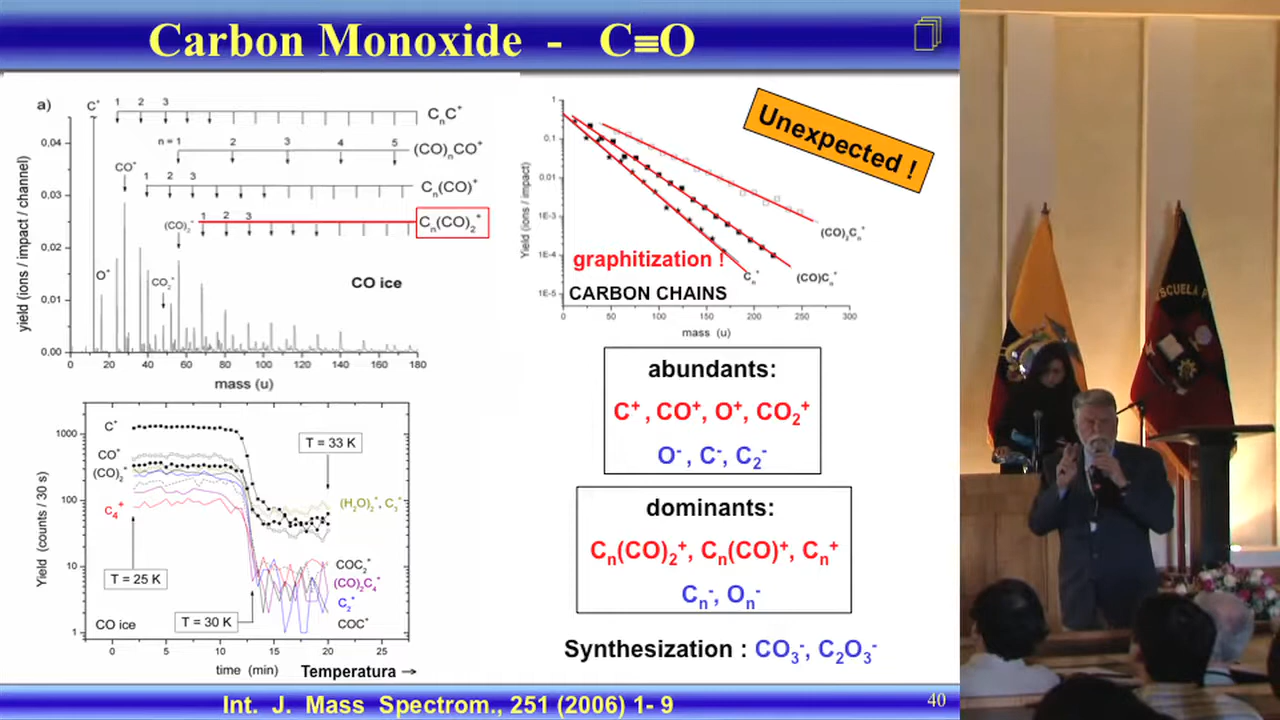 Carbon Monoxide - C≡O
a)
C⁺
1 2 3
CₙC⁺
n = 1 2 3 4 5
(CO)ₙCO⁺
CO⁺
1 2 3
Cₙ(CO)⁺
(CO)₂⁺
1 2 3
Cₙ(CO)₂⁺
O⁺
CO₂⁺
CO ice
0.04
0.03
0.02
0.01
0.00
yield (ions / impact / channel)
0 20 40 60 80 100 120 140 160 180
mass (u)
1
0,1
0,01
1E-3
1E-4
1E-5
Yield (ions / impact)
(CO)₂Cₙ⁺
(CO)Cₙ⁺
Cₙ⁺
graphitization !
CARBON CHAINS
0 50 100 150 200 250 300
mass (u)
Unexpected !
1000
100
10
1
Yield (counts / 30 s)
C⁺
CO⁺
(CO)₂⁺
C₄⁺
T = 33 K
(H₂O)₂⁺, C₃⁺
T = 25 K
COC₂⁺
(CO)₂C₄⁺
C₂⁺
COC⁺
T = 30 K
CO ice
0 5 10 15 20 25
time (min)
Temperatura →
abundants:
C⁺ , CO⁺, O⁺, CO₂⁺
O⁻ , C⁻, C₂⁻
dominants:
Cₙ(CO)₂⁺, Cₙ(CO)⁺, Cₙ⁺
Cₙ⁻, Oₙ⁻
Synthesization : CO₃⁻, C₂O₃⁻
Int. J. Mass Spectrom., 251 (2006) 1- 9
40
ESCUELA P